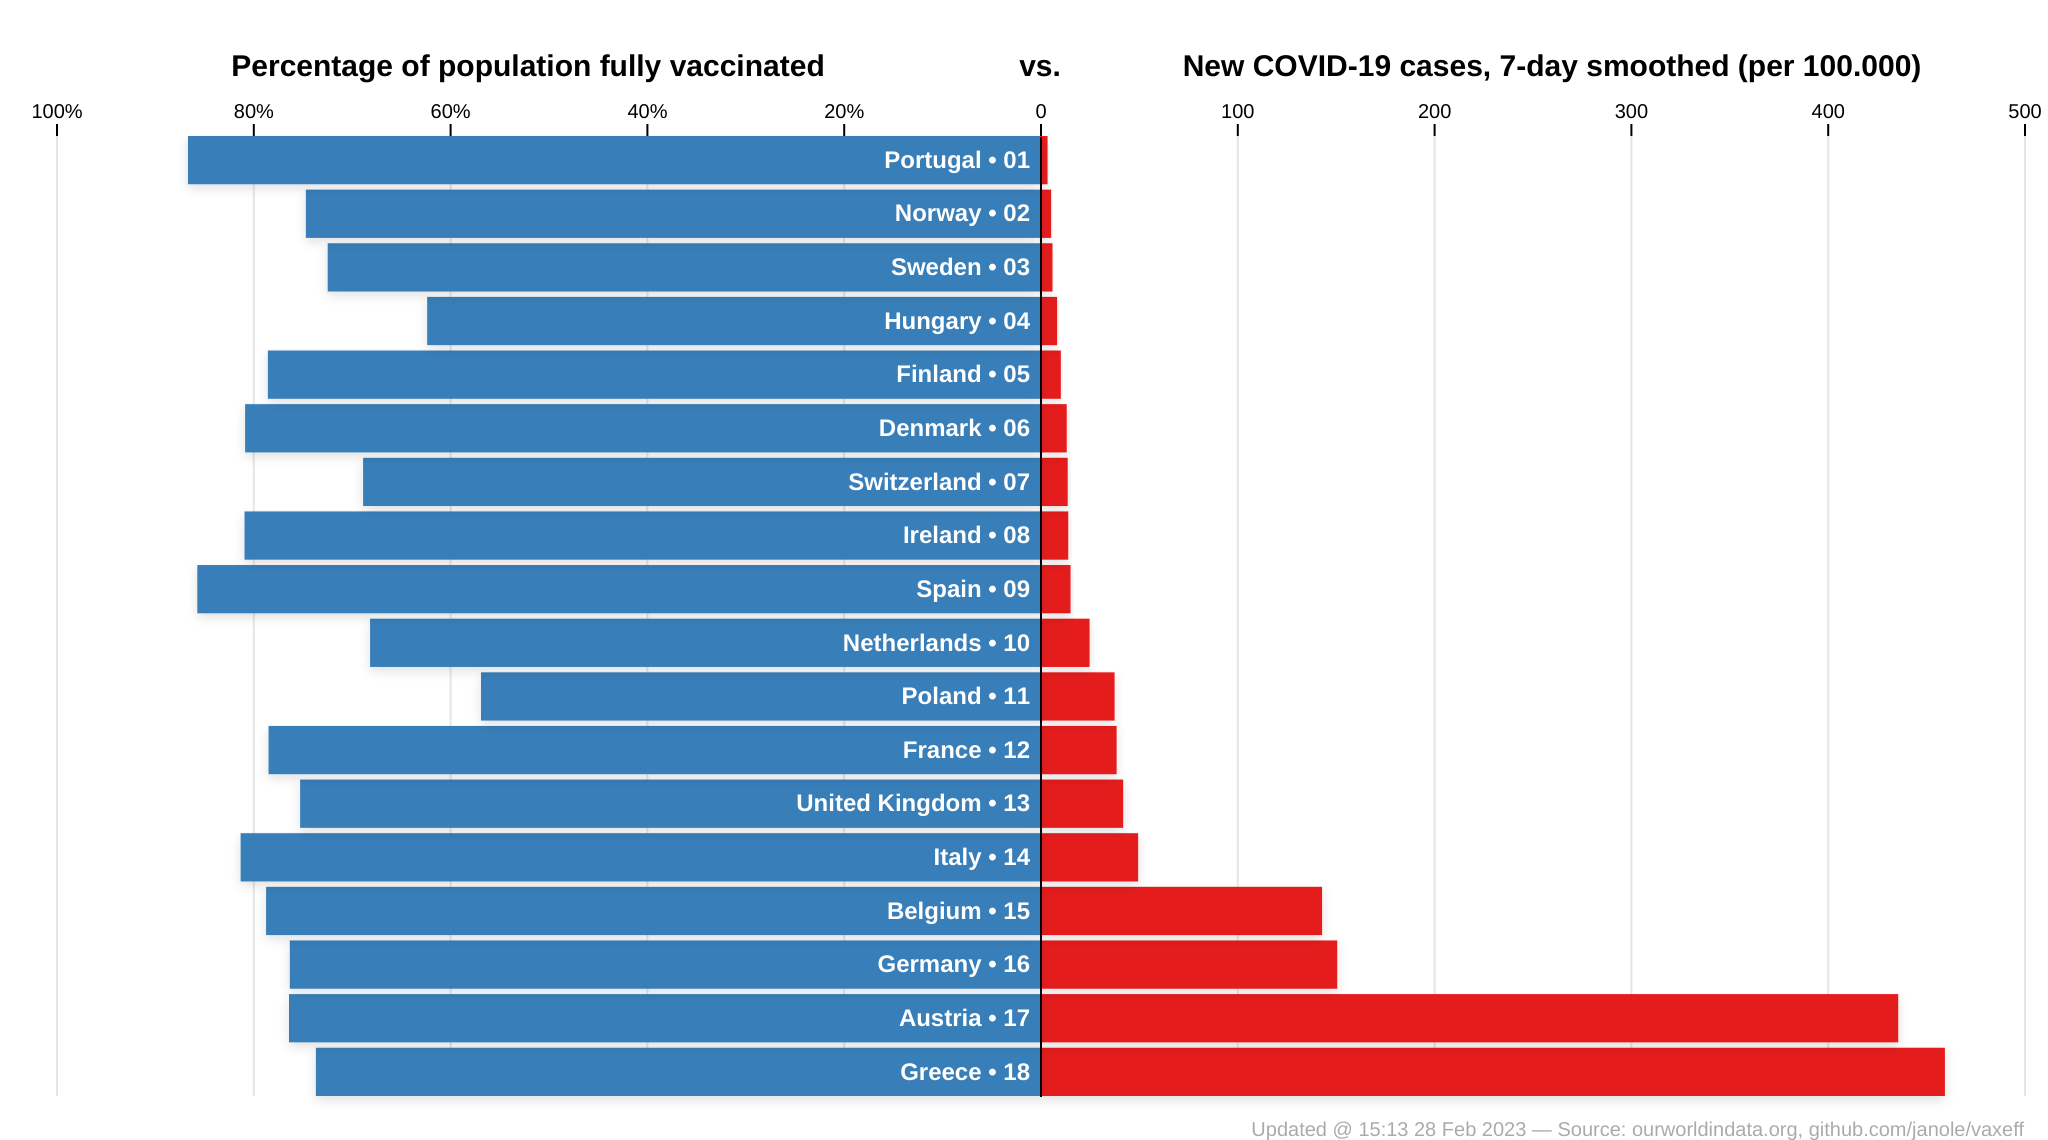 Percentage of population fully vaccinated vs. New COVID-19 cases, 7-day smoothed (per 100.000)
100% 80% 60% 40% 20% 0 100 200 300 400 500
Portugal • 01
Norway • 02
Sweden • 03
Hungary • 04
Finland • 05
Denmark • 06
Switzerland • 07
Ireland • 08
Spain • 09
Netherlands • 10
Poland • 11
France • 12
United Kingdom • 13
Italy • 14
Belgium • 15
Germany • 16
Austria • 17
Greece • 18
Updated @ 15:13 28 Feb 2023 — Source: ourworldindata.org, github.com/janole/vaxeff